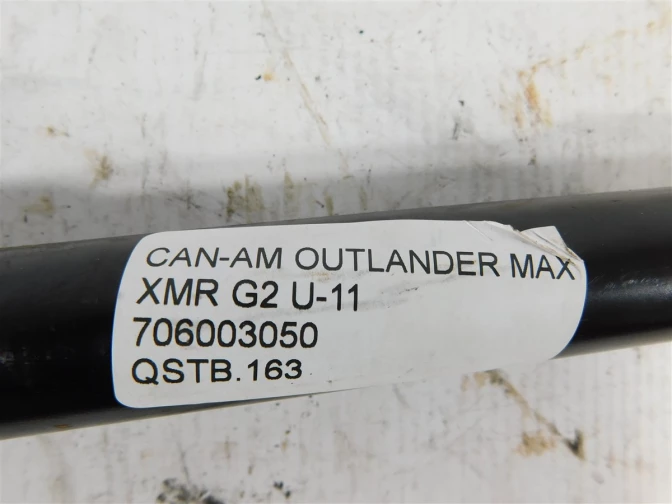 CAN-AM OUTLANDER MAX
XMR G2 U-11
706003050
QSTB.163